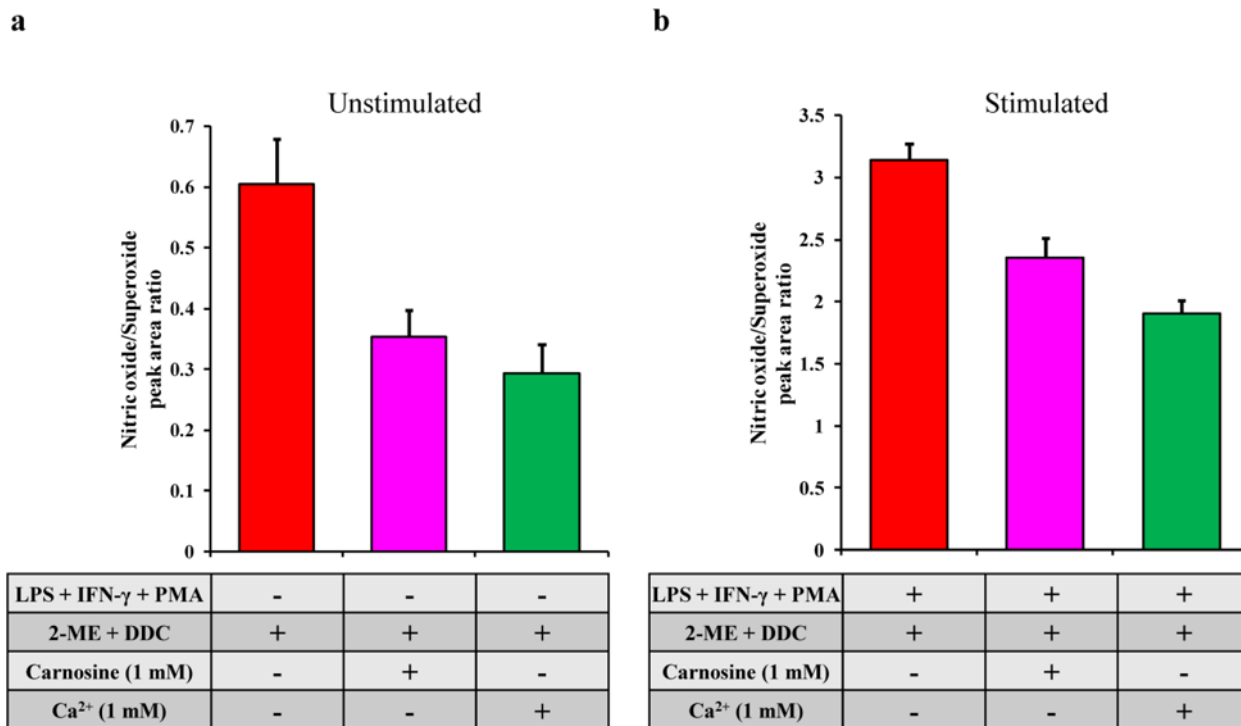 a
Unstimulated
Nitric oxide/Superoxide
peak area ratio
0.7
0.6
0.5
0.4
0.3
0.2
0.1
0
LPS + IFN-γ + PMA - - -
2-ME + DDC + + +
Carnosine (1 mM) - + -
Ca²⁺ (1 mM) - - +
b
Stimulated
Nitric oxide/Superoxide
peak area ratio
3.5
3
2.5
2
1.5
1
0.5
0
LPS + IFN-γ + PMA + + +
2-ME + DDC + + +
Carnosine (1 mM) - + -
Ca²⁺ (1 mM) - - +